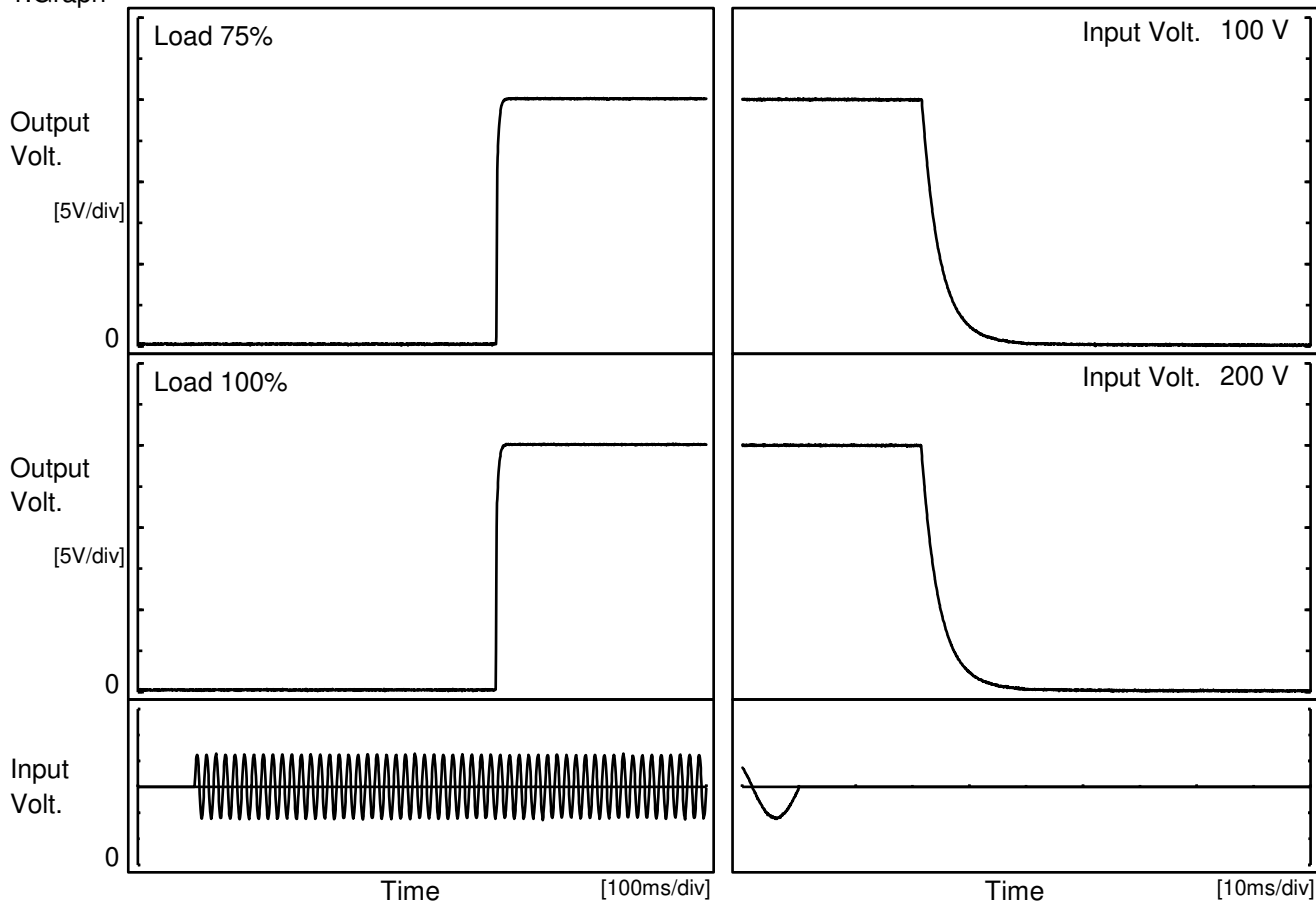 Load 75%
Input Volt. 100 V
Output
Volt.
[5V/div]
0
Load 100%
Input Volt. 200 V
Output
Volt.
[5V/div]
0
Input
Volt.
0
Time [100ms/div]
Time [10ms/div]